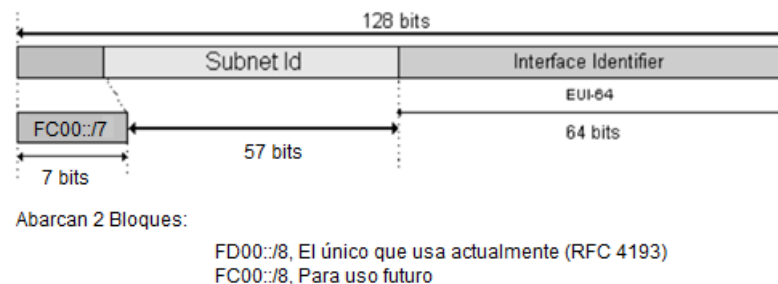 128 bits
Subnet Id
Interface Identifier
EUI-64
FC00::/7
57 bits
64 bits
7 bits
Abarcan 2 Bloques:
FD00::/8, El único que usa actualmente (RFC 4193)
FC00::/8, Para uso futuro